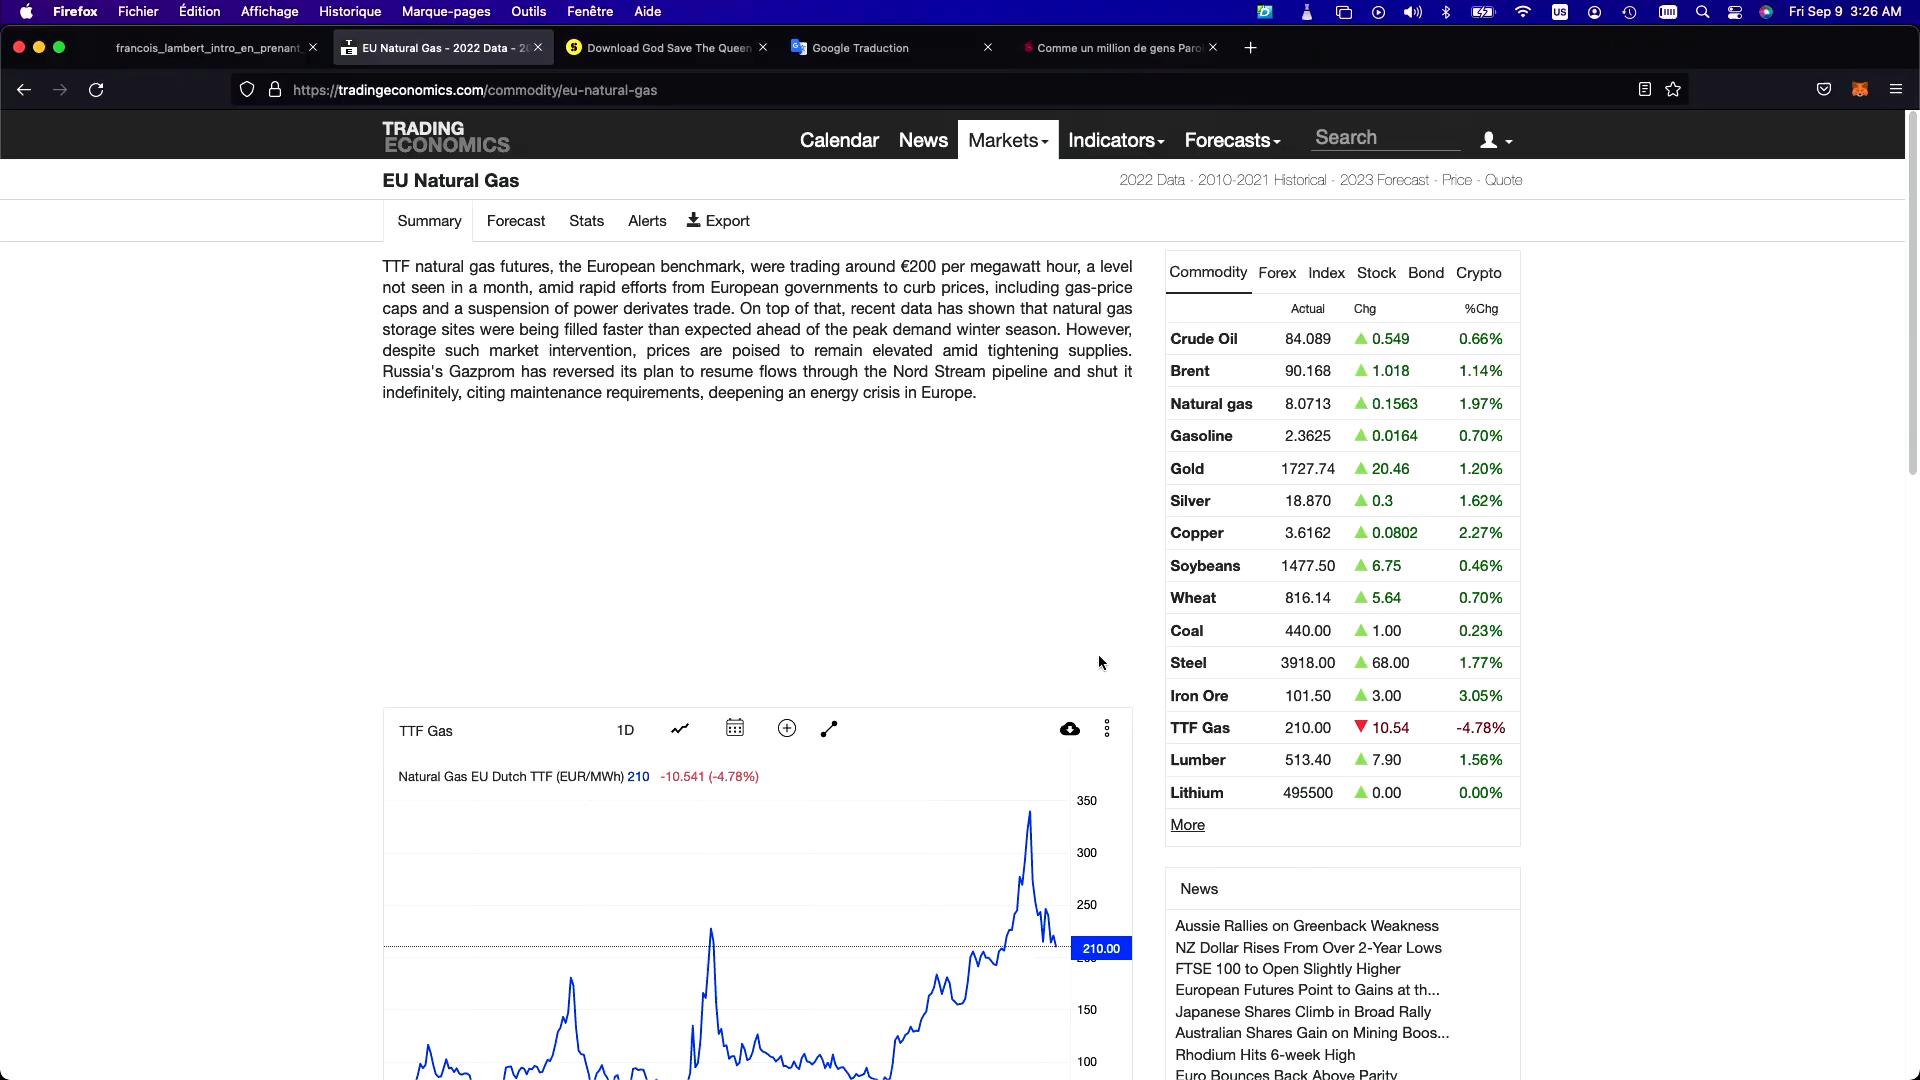 Firefox Fichier Édition Affichage Historique Marque-pages Outils Fenêtre Aide US Fri Sep 9 3:26 AM
francois_lambert_intro_en_prenant_ EU Natural Gas - 2022 Data - 20 Download God Save The Queen Google Traduction Comme un million de gens Paro
https://tradingeconomics.com/commodity/eu-natural-gas
TRADING
ECONOMICS
Calendar News Markets Indicators Forecasts Search
EU Natural Gas
2022 Data - 2010-2021 Historical - 2023 Forecast - Price - Quote
Summary Forecast Stats Alerts Export
TTF natural gas futures, the European benchmark, were trading around €200 per megawatt hour, a level
not seen in a month, amid rapid efforts from European governments to curb prices, including gas-price
caps and a suspension of power derivates trade. On top of that, recent data has shown that natural gas
storage sites were being filled faster than expected ahead of the peak demand winter season. However,
despite such market intervention, prices are poised to remain elevated amid tightening supplies.
Russia's Gazprom has reversed its plan to resume flows through the Nord Stream pipeline and shut it
indefinitely, citing maintenance requirements, deepening an energy crisis in Europe.
TTF Gas 1D
Natural Gas EU Dutch TTF (EUR/MWh) 210 -10.541 (-4.78%)
350
300
250
210.00
200
150
100
Commodity Forex Index Stock Bond Crypto
Actual Chg %Chg
Crude Oil 84.089 0.549 0.66%
Brent 90.168 1.018 1.14%
Natural gas 8.0713 0.1563 1.97%
Gasoline 2.3625 0.0164 0.70%
Gold 1727.74 20.46 1.20%
Silver 18.870 0.3 1.62%
Copper 3.6162 0.0802 2.27%
Soybeans 1477.50 6.75 0.46%
Wheat 816.14 5.64 0.70%
Coal 440.00 1.00 0.23%
Steel 3918.00 68.00 1.77%
Iron Ore 101.50 3.00 3.05%
TTF Gas 210.00 10.54 -4.78%
Lumber 513.40 7.90 1.56%
Lithium 495500 0.00 0.00%
More
News
Aussie Rallies on Greenback Weakness
NZ Dollar Rises From Over 2-Year Lows
FTSE 100 to Open Slightly Higher
European Futures Point to Gains at th...
Japanese Shares Climb in Broad Rally
Australian Shares Gain on Mining Boos...
Rhodium Hits 6-week High
Euro Bounces Back Above Parity